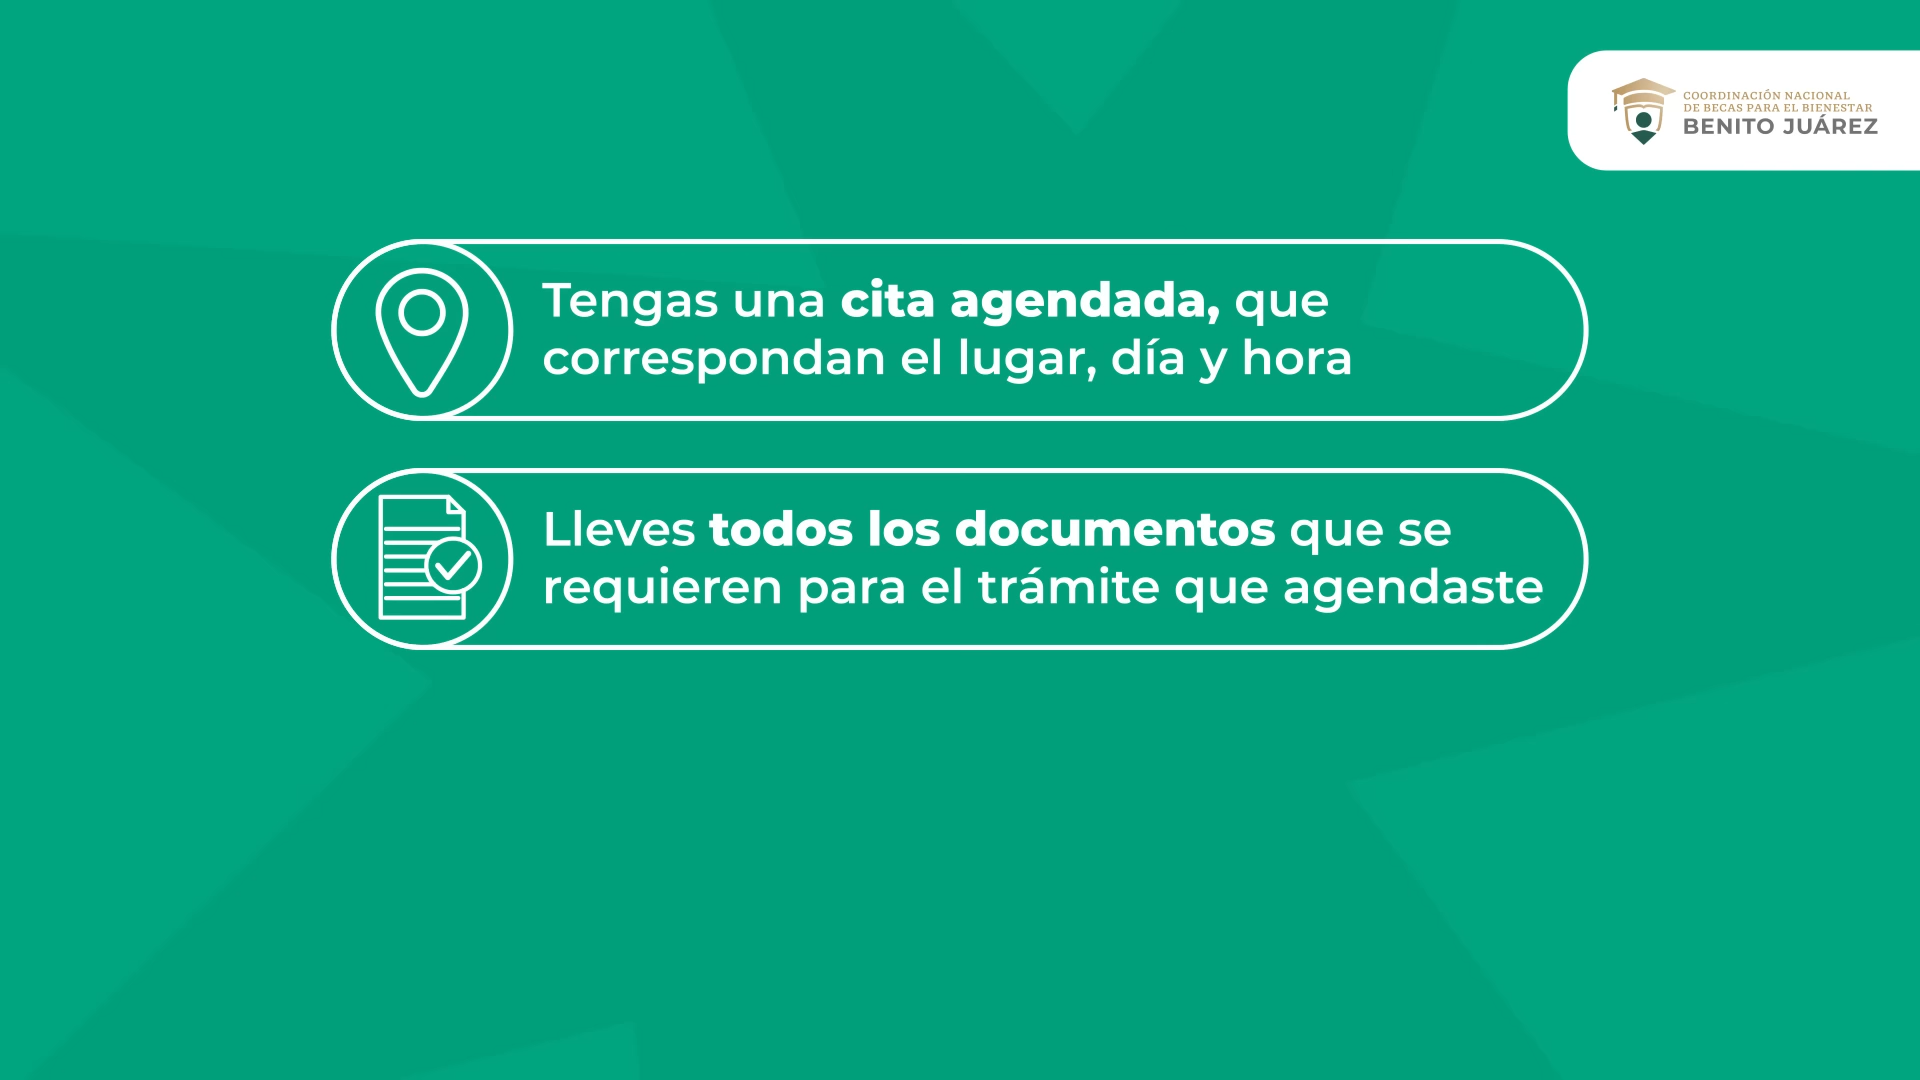 COORDINACIÓN NACIONAL
DE BECAS PARA EL BIENESTAR
BENITO JUÁREZ
Tengas una cita agendada, que
correspondan el lugar, día y hora
Lleves todos los documentos que se
requieren para el trámite que agendaste